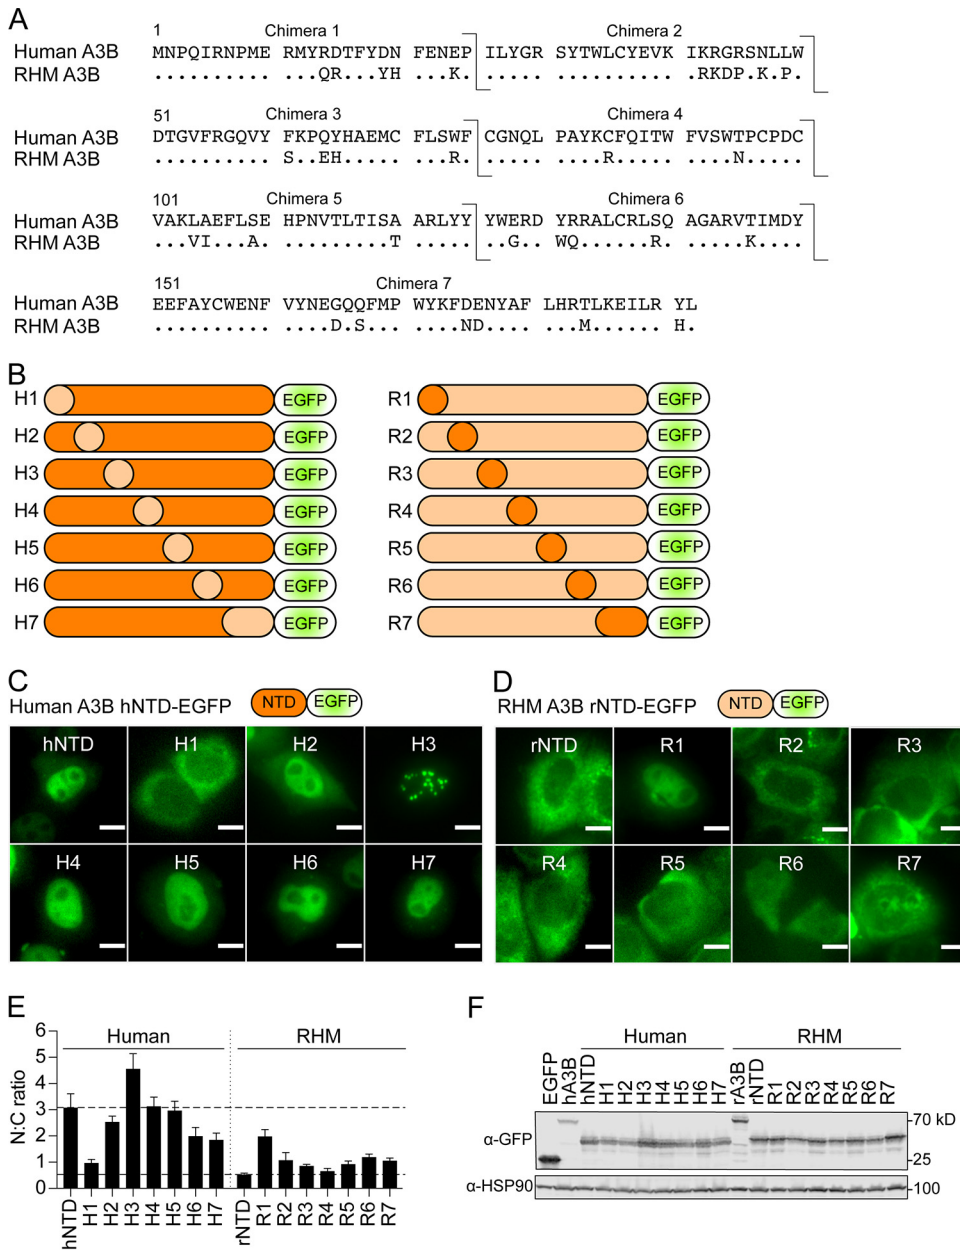 A
1 Chimera 1 Chimera 2
Human A3B MNPQIRNPME RMYRDTFYDN FENEP ILYGR SYTWLCYEVK IKRGRSNLLW
RHM A3B .......... ...QR...YH ...K. ..... .......... ..RKDP.K.P.
51 Chimera 3 Chimera 4
Human A3B DTGVFRGQVY FKPQYHAEMC FLSWF CGNQL PAYKCFQITW FVSWTPCPDC
RHM A3B .......... S..EH..... ...R. ..... ....R..... ....N.....
101 Chimera 5 Chimera 6
Human A3B VAKLAEFLSE HPNVTLTISA ARLYY YWERD YRRALCRLSQ AGARVTIMDY
RHM A3B ...VI...A. .........T ..... ..G.. WQ......R. ....K.....
151 Chimera 7
Human A3B EEFAYCWENF VYNEGQQFMP WYKFDENYAF LHRTLKEILR YL
RHM A3B .......... ....D.S... ....ND.... ...M...... H.
B
H1 EGFP R1 EGFP
H2 EGFP R2 EGFP
H3 EGFP R3 EGFP
H4 EGFP R4 EGFP
H5 EGFP R5 EGFP
H6 EGFP R6 EGFP
H7 EGFP R7 EGFP
C
Human A3B hNTD-EGFP NTD EGFP
hNTD H1 H2 H3
H4 H5 H6 H7
D
RHM A3B rNTD-EGFP NTD EGFP
rNTD R1 R2 R3
R4 R5 R6 R7
E
Human RHM
N:C ratio
6
5
4
3
2
1
0
hNTD H1 H2 H3 H4 H5 H6 H7 rNTD R1 R2 R3 R4 R5 R6 R7
F
Human RHM
EGFP hA3B hNTD H1 H2 H3 H4 H5 H6 H7 rA3B rNTD R1 R2 R3 R4 R5 R6 R7
α-GFP
-70 kD
-25
α-HSP90 -100